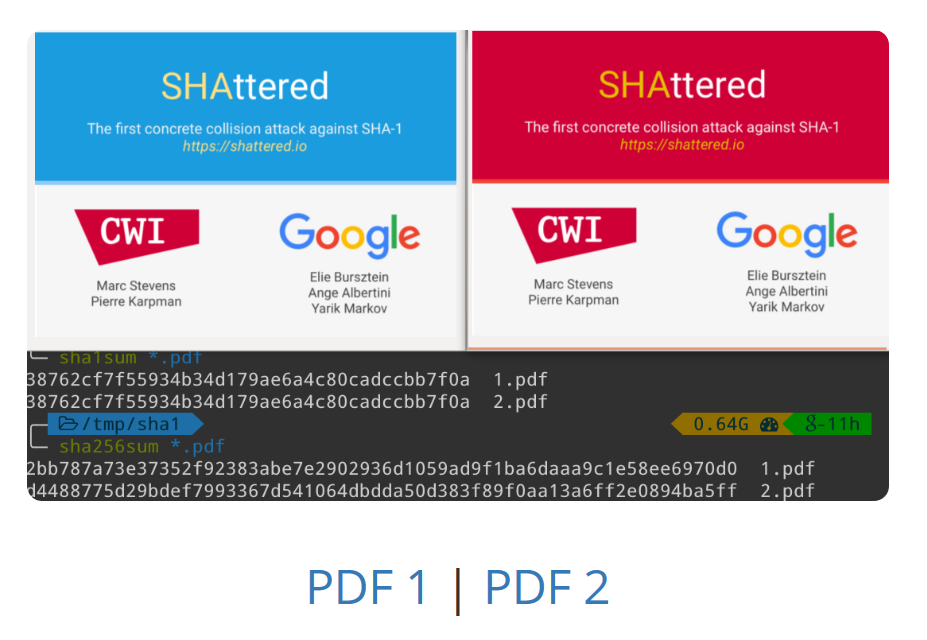 SHAttered
The first concrete collision attack against SHA-1
https://shattered.io
CWI
Marc Stevens
Pierre Karpman
Google
Elie Bursztein
Ange Albertini
Yarik Markov
SHAttered
The first concrete collision attack against SHA-1
https://shattered.io
CWI
Marc Stevens
Pierre Karpman
Google
Elie Bursztein
Ange Albertini
Yarik Markov
sha1sum *.pdf
38762cf7f55934b34d179ae6a4c80cadccbb7f0a 1.pdf
38762cf7f55934b34d179ae6a4c80cadccbb7f0a 2.pdf
/tmp/sha1 0.64G 8-11h
sha256sum *.pdf
2bb787a73e37352f92383abe7e2902936d1059ad9f1ba6daaa9c1e58ee6970d0 1.pdf
d4488775d29bdef7993367d541064dbdda50d383f89f0aa13a6ff2e0894ba5ff 2.pdf
PDF 1 | PDF 2